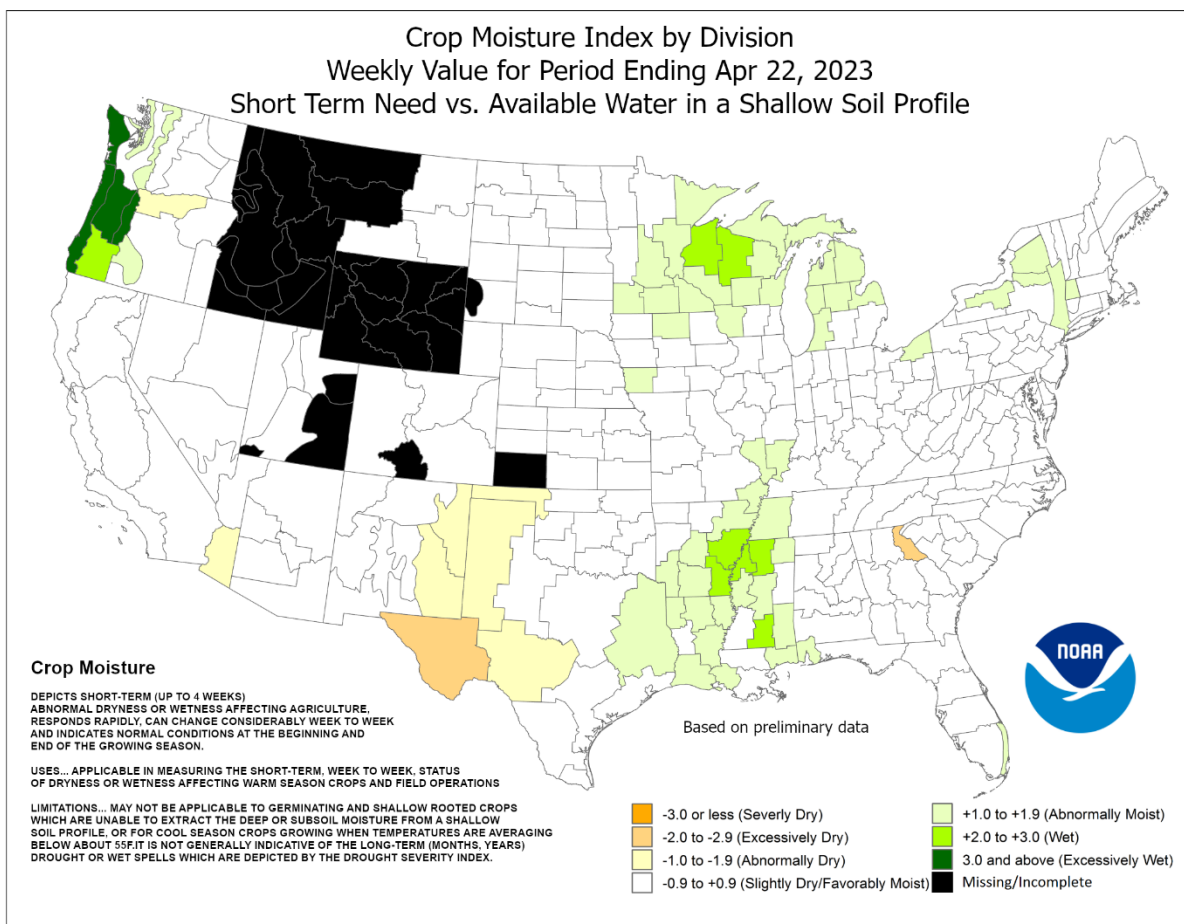 Crop Moisture Index by Division
Weekly Value for Period Ending Apr 22, 2023
Short Term Need vs. Available Water in a Shallow Soil Profile
NOAA
Crop Moisture
DEPICTS SHORT-TERM (UP TO 4 WEEKS)
ABNORMAL DRYNESS OR WETNESS AFFECTING AGRICULTURE,
RESPONDS RAPIDLY, CAN CHANGE CONSIDERABLY WEEK TO WEEK
AND INDICATES NORMAL CONDITIONS AT THE BEGINNING AND
END OF THE GROWING SEASON.
USES... APPLICABLE IN MEASURING THE SHORT-TERM, WEEK TO WEEK, STATUS
OF DRYNESS OR WETNESS AFFECTING WARM SEASON CROPS AND FIELD OPERATIONS
LIMITATIONS... MAY NOT BE APPLICABLE TO GERMINATING AND SHALLOW ROOTED CROPS
WHICH ARE UNABLE TO EXTRACT THE DEEP OR SUBSOIL MOISTURE FROM A SHALLOW
SOIL PROFILE, OR FOR COOL SEASON CROPS GROWING WHEN TEMPERATURES ARE AVERAGING
BELOW ABOUT 55F.IT IS NOT GENERALLY INDICATIVE OF THE LONG-TERM (MONTHS, YEARS)
DROUGHT OR WET SPELLS WHICH ARE DEPICTED BY THE DROUGHT SEVERITY INDEX.
Based on preliminary data
-3.0 or less (Severly Dry)
-2.0 to -2.9 (Excessively Dry)
-1.0 to -1.9 (Abnormally Dry)
-0.9 to +0.9 (Slightly Dry/Favorably Moist)
+1.0 to +1.9 (Abnormally Moist)
+2.0 to +3.0 (Wet)
3.0 and above (Excessively Wet)
Missing/Incomplete